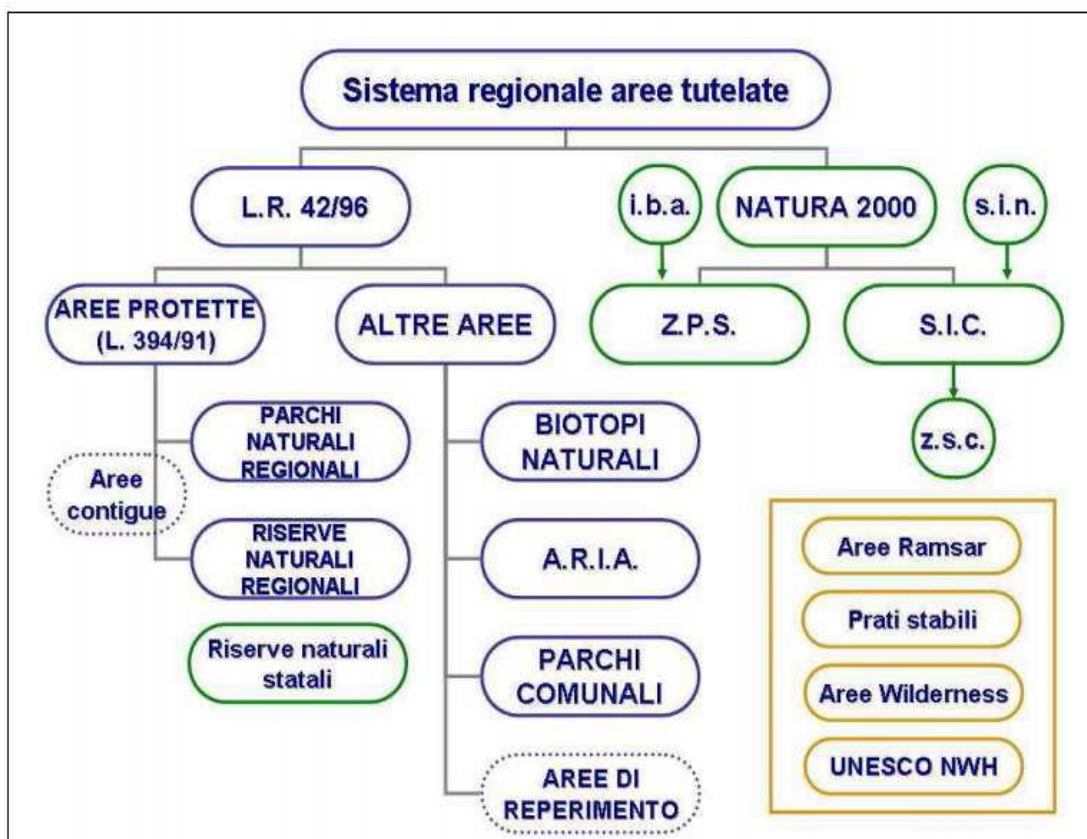 Sistema regionale aree tutelate
L.R. 42/96
i.b.a.
NATURA 2000
s.i.n.
AREE PROTETTE
(L. 394/91)
ALTRE AREE
Z.P.S.
S.I.C.
z.s.c.
PARCHI
NATURALI
REGIONALI
Aree
contigue
RISERVE
NATURALI
REGIONALI
Riserve naturali
statali
BIOTOPI
NATURALI
A.R.I.A.
PARCHI
COMUNALI
AREE DI
REPERIMENTO
Aree Ramsar
Prati stabili
Aree Wilderness
UNESCO NWH